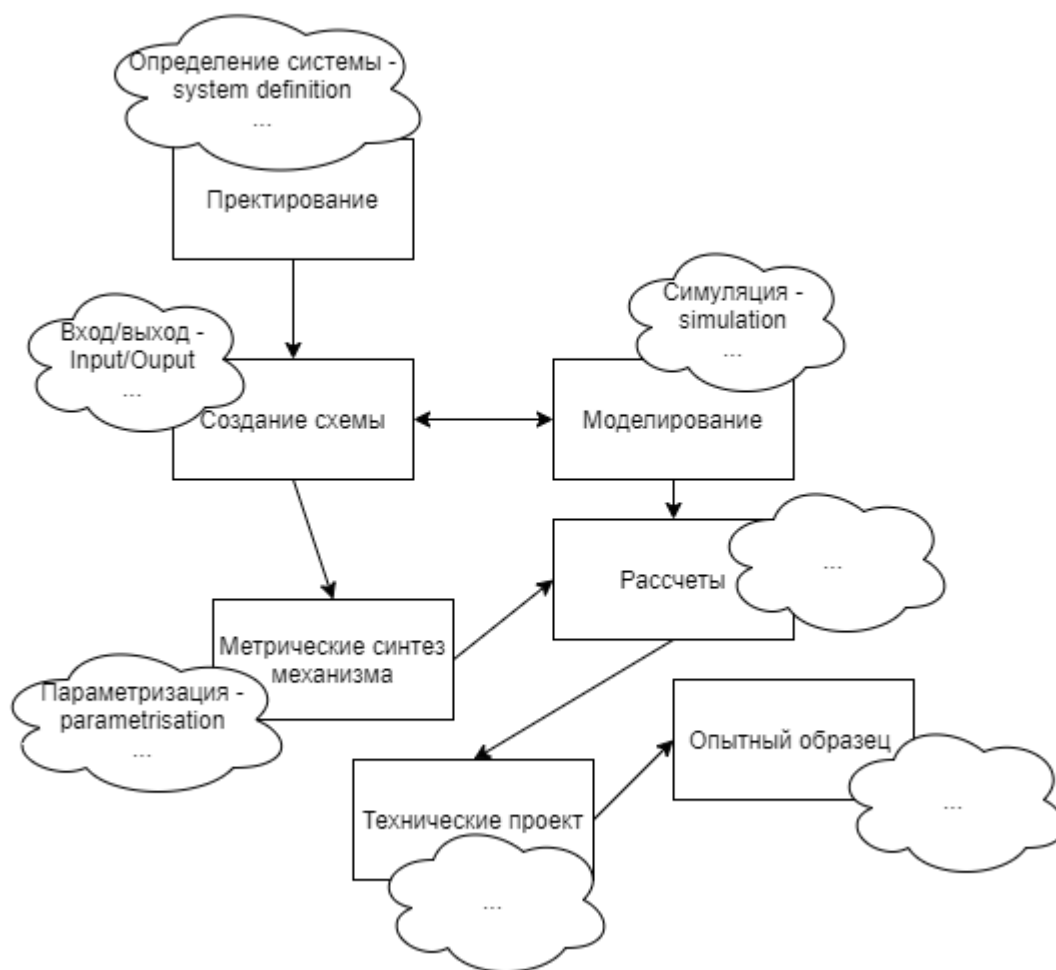 Определение системы -
system definition
...
Пректирование
Симуляция -
simulation
...
Вход/выход -
Input/Ouput
...
Создание схемы
Моделирование
...
Рассчеты
Метрические синтез
механизма
Параметризация -
parametrisation
...
Опытный образец
...
Технические проект
...